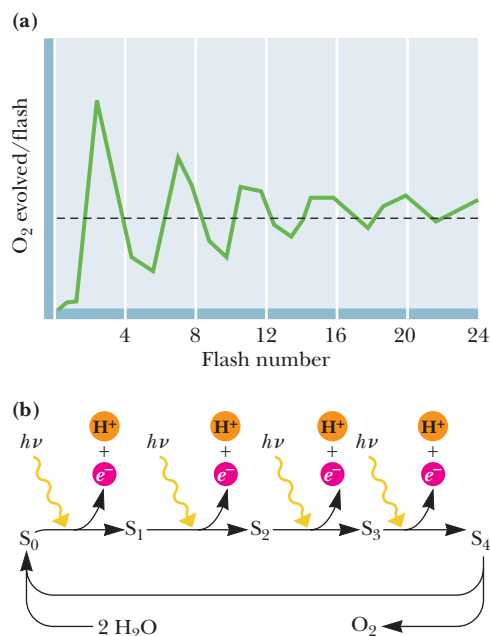 (a)
O₂ evolved/flash
4 8 12 16 20 24
Flash number
(b)
H⁺ H⁺ H⁺ H⁺
hν + hν + hν + hν +
e⁻ e⁻ e⁻ e⁻
S₀ S₁ S₂ S₃ S₄
2 H₂O O₂